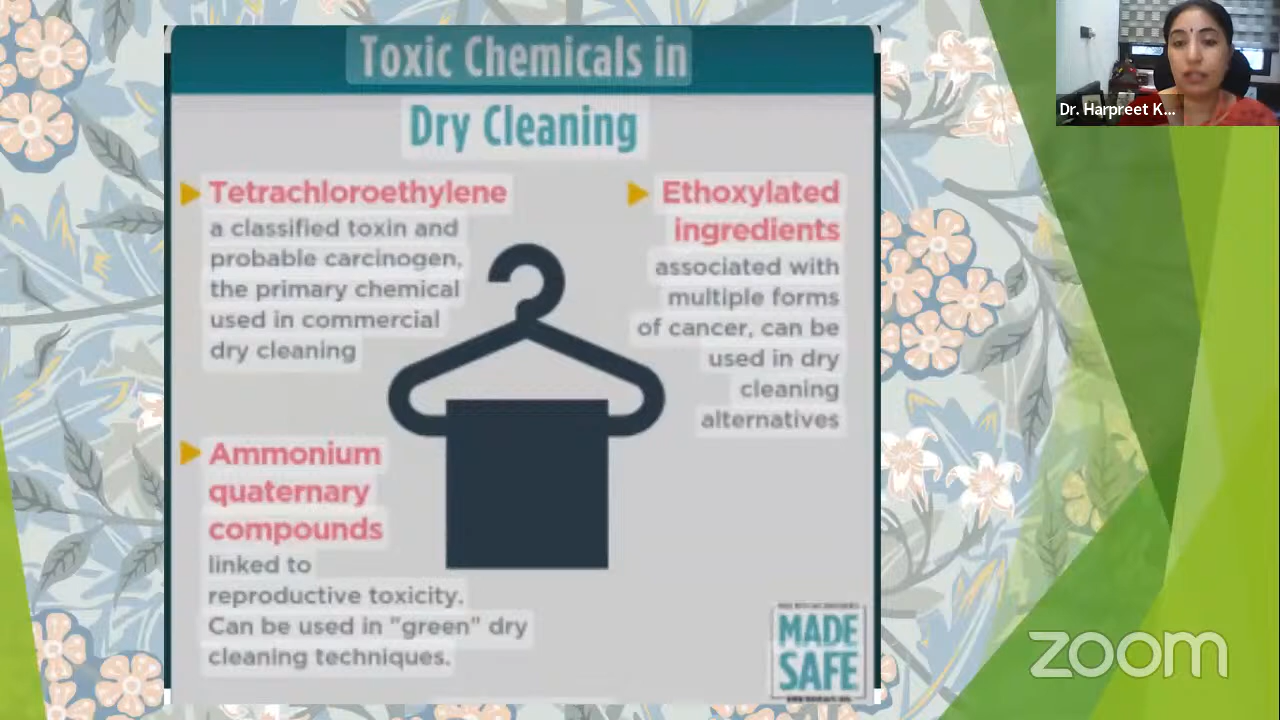 Toxic Chemicals in
Dry Cleaning
Tetrachloroethylene
a classified toxin and
probable carcinogen,
the primary chemical
used in commercial
dry cleaning
Ethoxylated
ingredients
associated with
multiple forms
of cancer, can be
used in dry
cleaning
alternatives
Ammonium
quaternary
compounds
linked to
reproductive toxicity.
Can be used in "green" dry
cleaning techniques.
MADE
SAFE
Dr. Harpreet K...
zoom